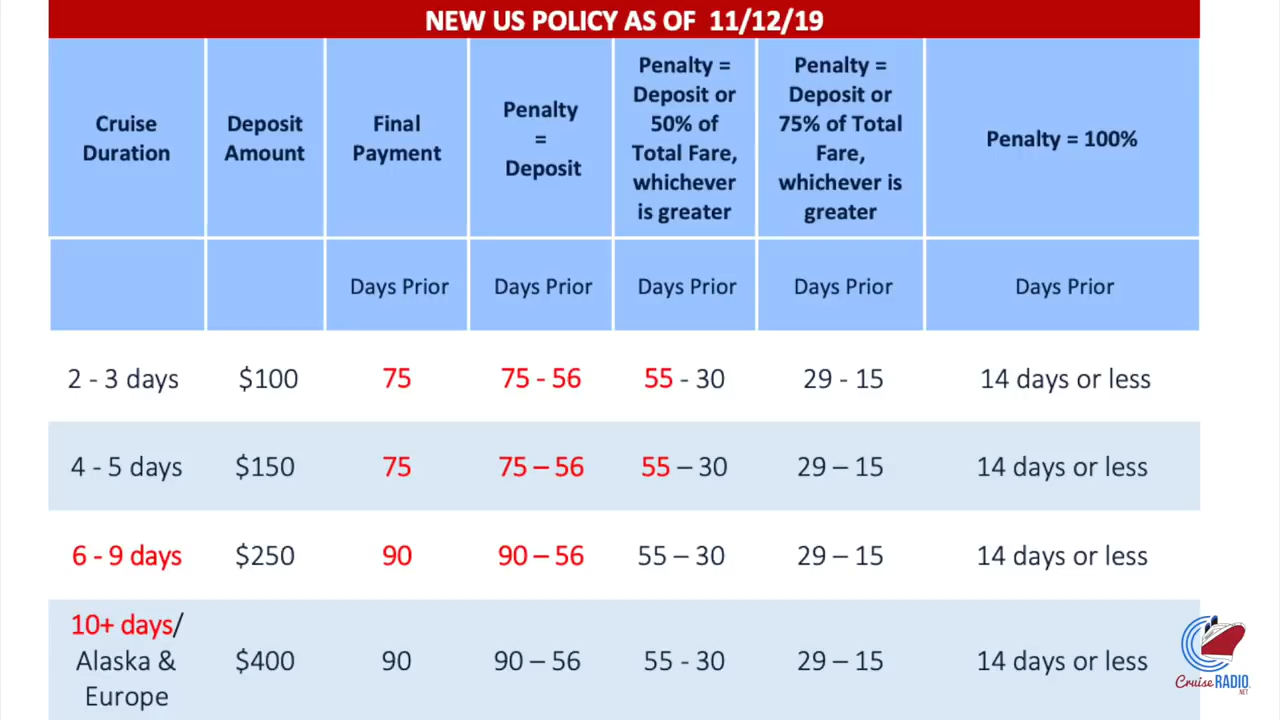 NEW US POLICY AS OF 11/12/19
Cruise
Duration
Deposit
Amount
Final
Payment
Penalty
=
Deposit
Penalty =
Deposit or
50% of
Total Fare,
whichever
is greater
Penalty =
Deposit or
75% of Total
Fare,
whichever is
greater
Penalty = 100%
Days Prior
Days Prior
Days Prior
Days Prior
Days Prior
2 - 3 days
$100
75
75 - 56
55 - 30
29 - 15
14 days or less
4 - 5 days
$150
75
75 – 56
55 – 30
29 – 15
14 days or less
6 - 9 days
$250
90
90 – 56
55 – 30
29 – 15
14 days or less
10+ days/
Alaska &
Europe
$400
90
90 – 56
55 - 30
29 – 15
14 days or less
Cruise RADIO.
NET